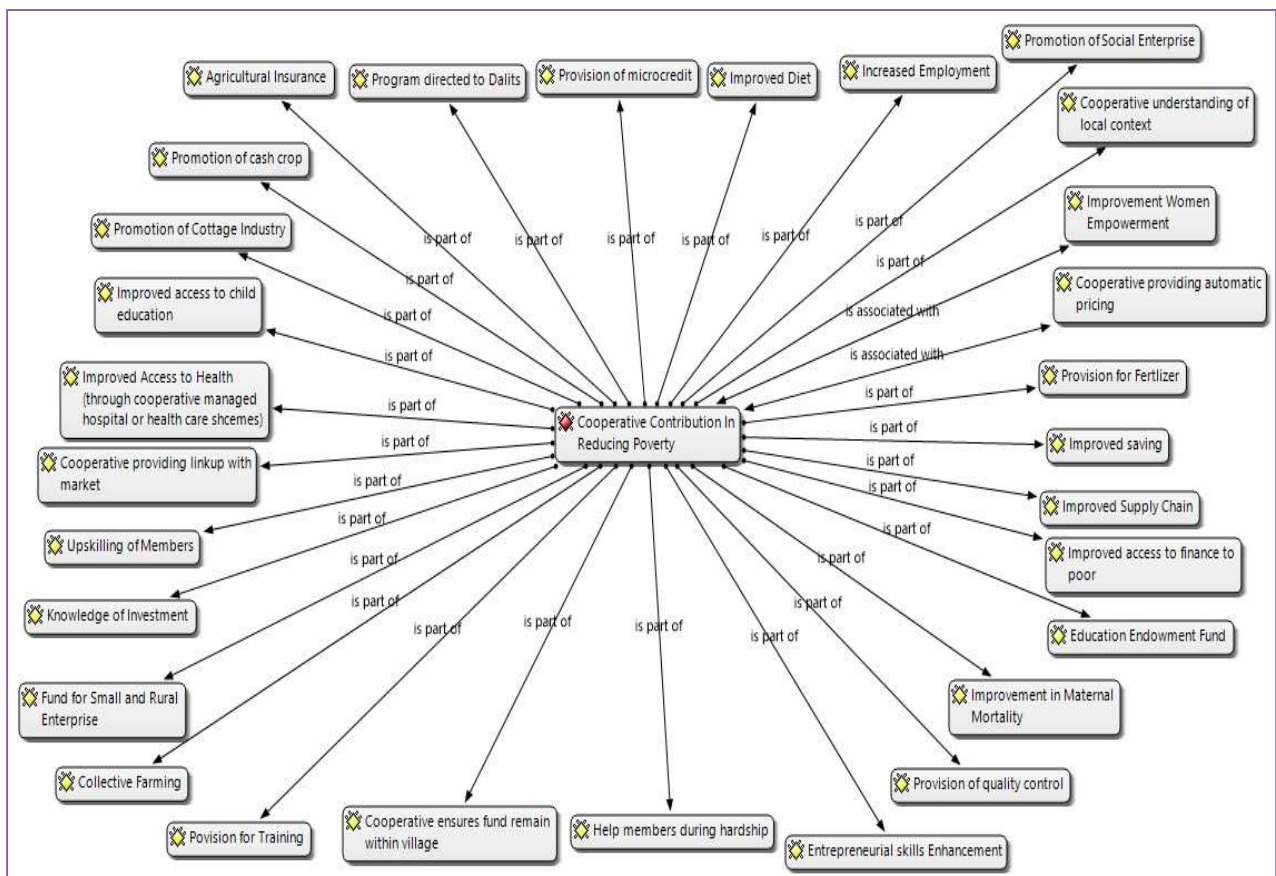 Promotion of Social Enterprise
Agricultural Insurance
Program directed to Dalits
Provision of microcredit
Improved Diet
Increased Employment
Cooperative understanding of
local context
Promotion of cash crop
Improvement Women
Empowerment
Promotion of Cottage Industry
is part of
is part of
is part of
is part of
is part of
is part of
is part of
Improved access to child
education
is part of
Cooperative providing automatic
pricing
is part of
is associated with
is part of
is associated with
Improved Access to Health
(through cooperative managed
hospital or health care shcemes)
is part of
is part of
Provision for Fertlizer
Cooperative Contribution In
Reducing Poverty
is part of
Improved saving
Cooperative providing linkup with
market
is part of
is part of
is part of
Improved Supply Chain
Upskilling of Members
is part of
is part of
Improved access to finance to
poor
is part of
is part of
is part of
Knowledge of Investment
is part of
is part of
is part of
is part of
is part of
Education Endowment Fund
Fund for Small and Rural
Enterprise
Improvement in Maternal
Mortality
Collective Farming
Provision of quality control
Povision for Training
Cooperative ensures fund remain
within village
Help members during hardship
Entrepreneurial skills Enhancement